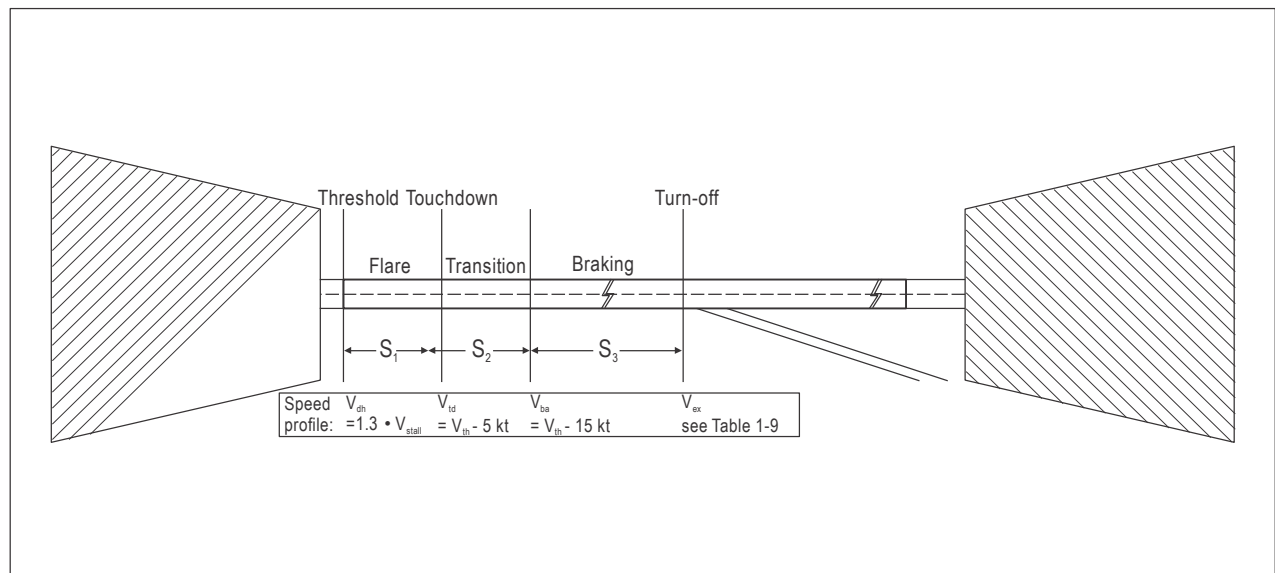 Threshold Touchdown Turn-off
Flare Transition Braking
S₁ S₂ S₃
Speed V_dh V_td V_ba V_ex
profile: =1.3 • V_stall = V_th - 5 kt = V_th - 15 kt see Table 1-9